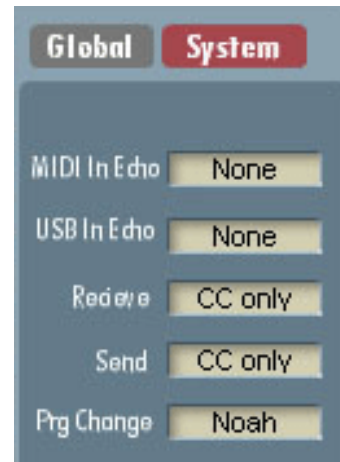 Global System
MIDI In Echo None
USB In Echo None
Recieve CC only
Send CC only
Prg Change Noah